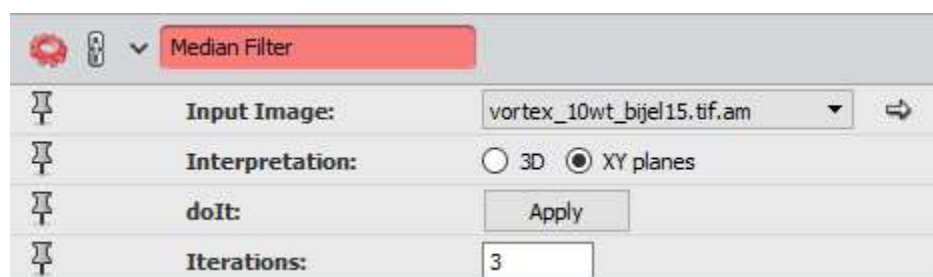 Median Filter
Input Image: vortex_10wt_bijel15.tif.am
Interpretation: 3D XY planes
doIt: Apply
Iterations: 3